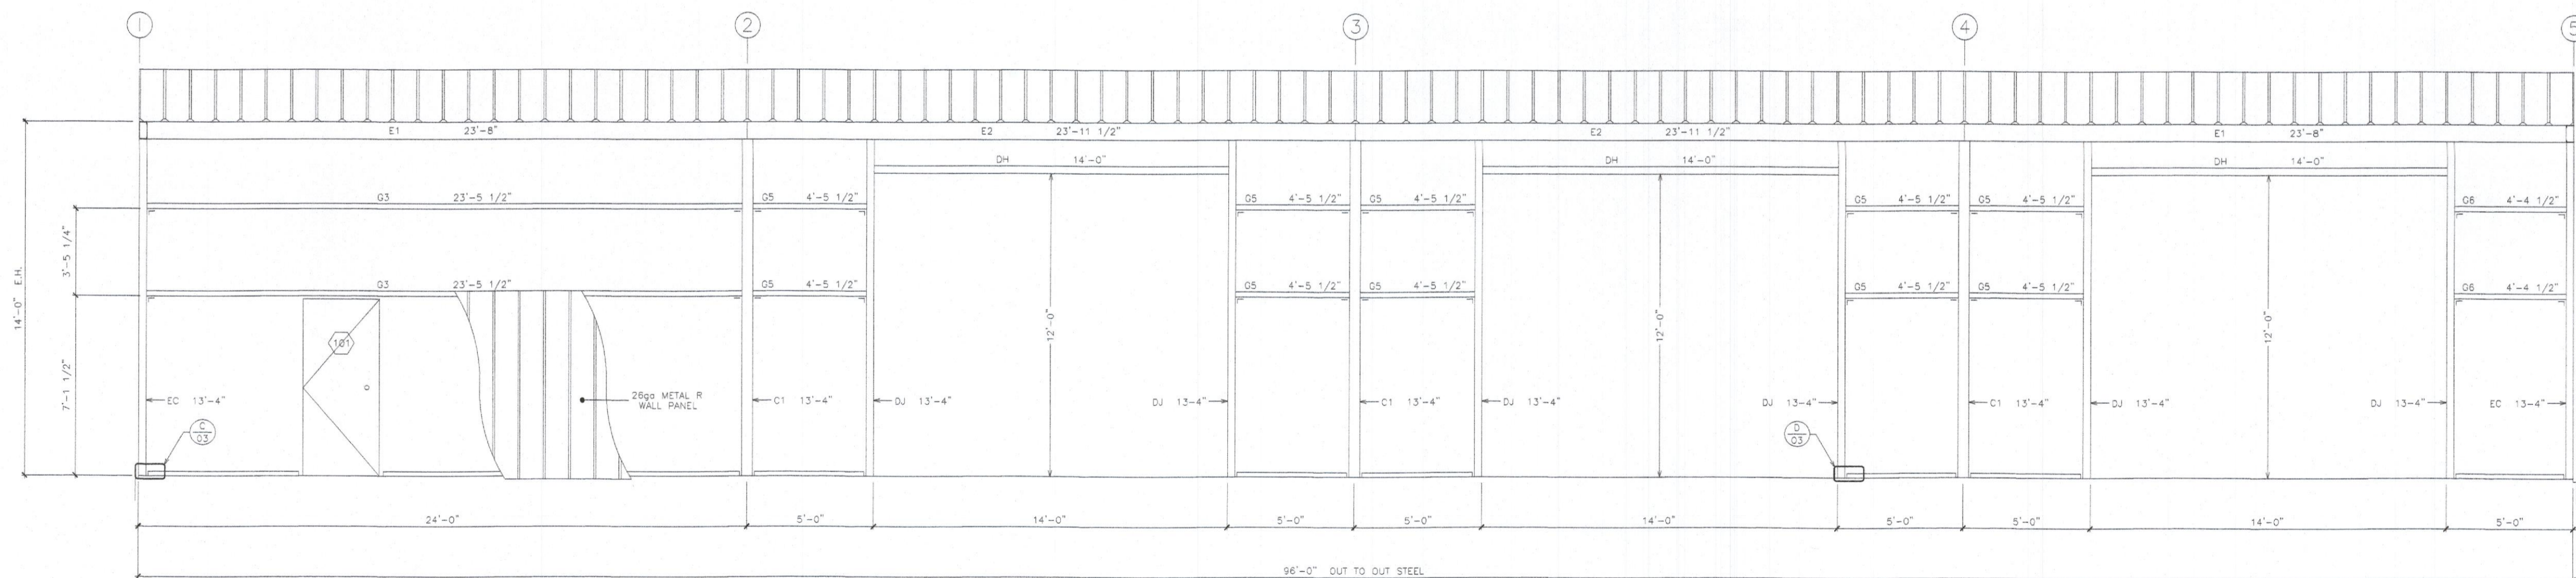 1
2
3
4
5
E1 23'-8"
E2 23'-11 1/2"
E2 23'-11 1/2"
E1 23'-8"
DH 14'-0"
DH 14'-0"
DH 14'-0"
G3 23'-5 1/2"
G5 4'-5 1/2"
G5 4'-5 1/2"
G5 4'-5 1/2"
G5 4'-5 1/2"
G5 4'-5 1/2"
G6 4'-4 1/2"
14'-0" E.H.
3'-5 1/4"
7'-1 1/2"
G3 23'-5 1/2"
G5 4'-5 1/2"
G5 4'-5 1/2"
G5 4'-5 1/2"
G5 4'-5 1/2"
G5 4'-5 1/2"
G6 4'-4 1/2"
101
12'-0"
12'-0"
12'-0"
EC 13'-4"
26ga METAL R
WALL PANEL
C1 13'-4"
DJ 13'-4"
DJ 13-4"
C1 13'-4"
DJ 13'-4"
DJ 13-4"
C1 13'-4"
DJ 13'-4"
DJ 13-4"
EC 13-4"
C
03
D
03
24'-0"
5'-0"
14'-0"
5'-0"
5'-0"
14'-0"
5'-0"
5'-0"
14'-0"
5'-0"
96'-0" OUT TO OUT STEEL